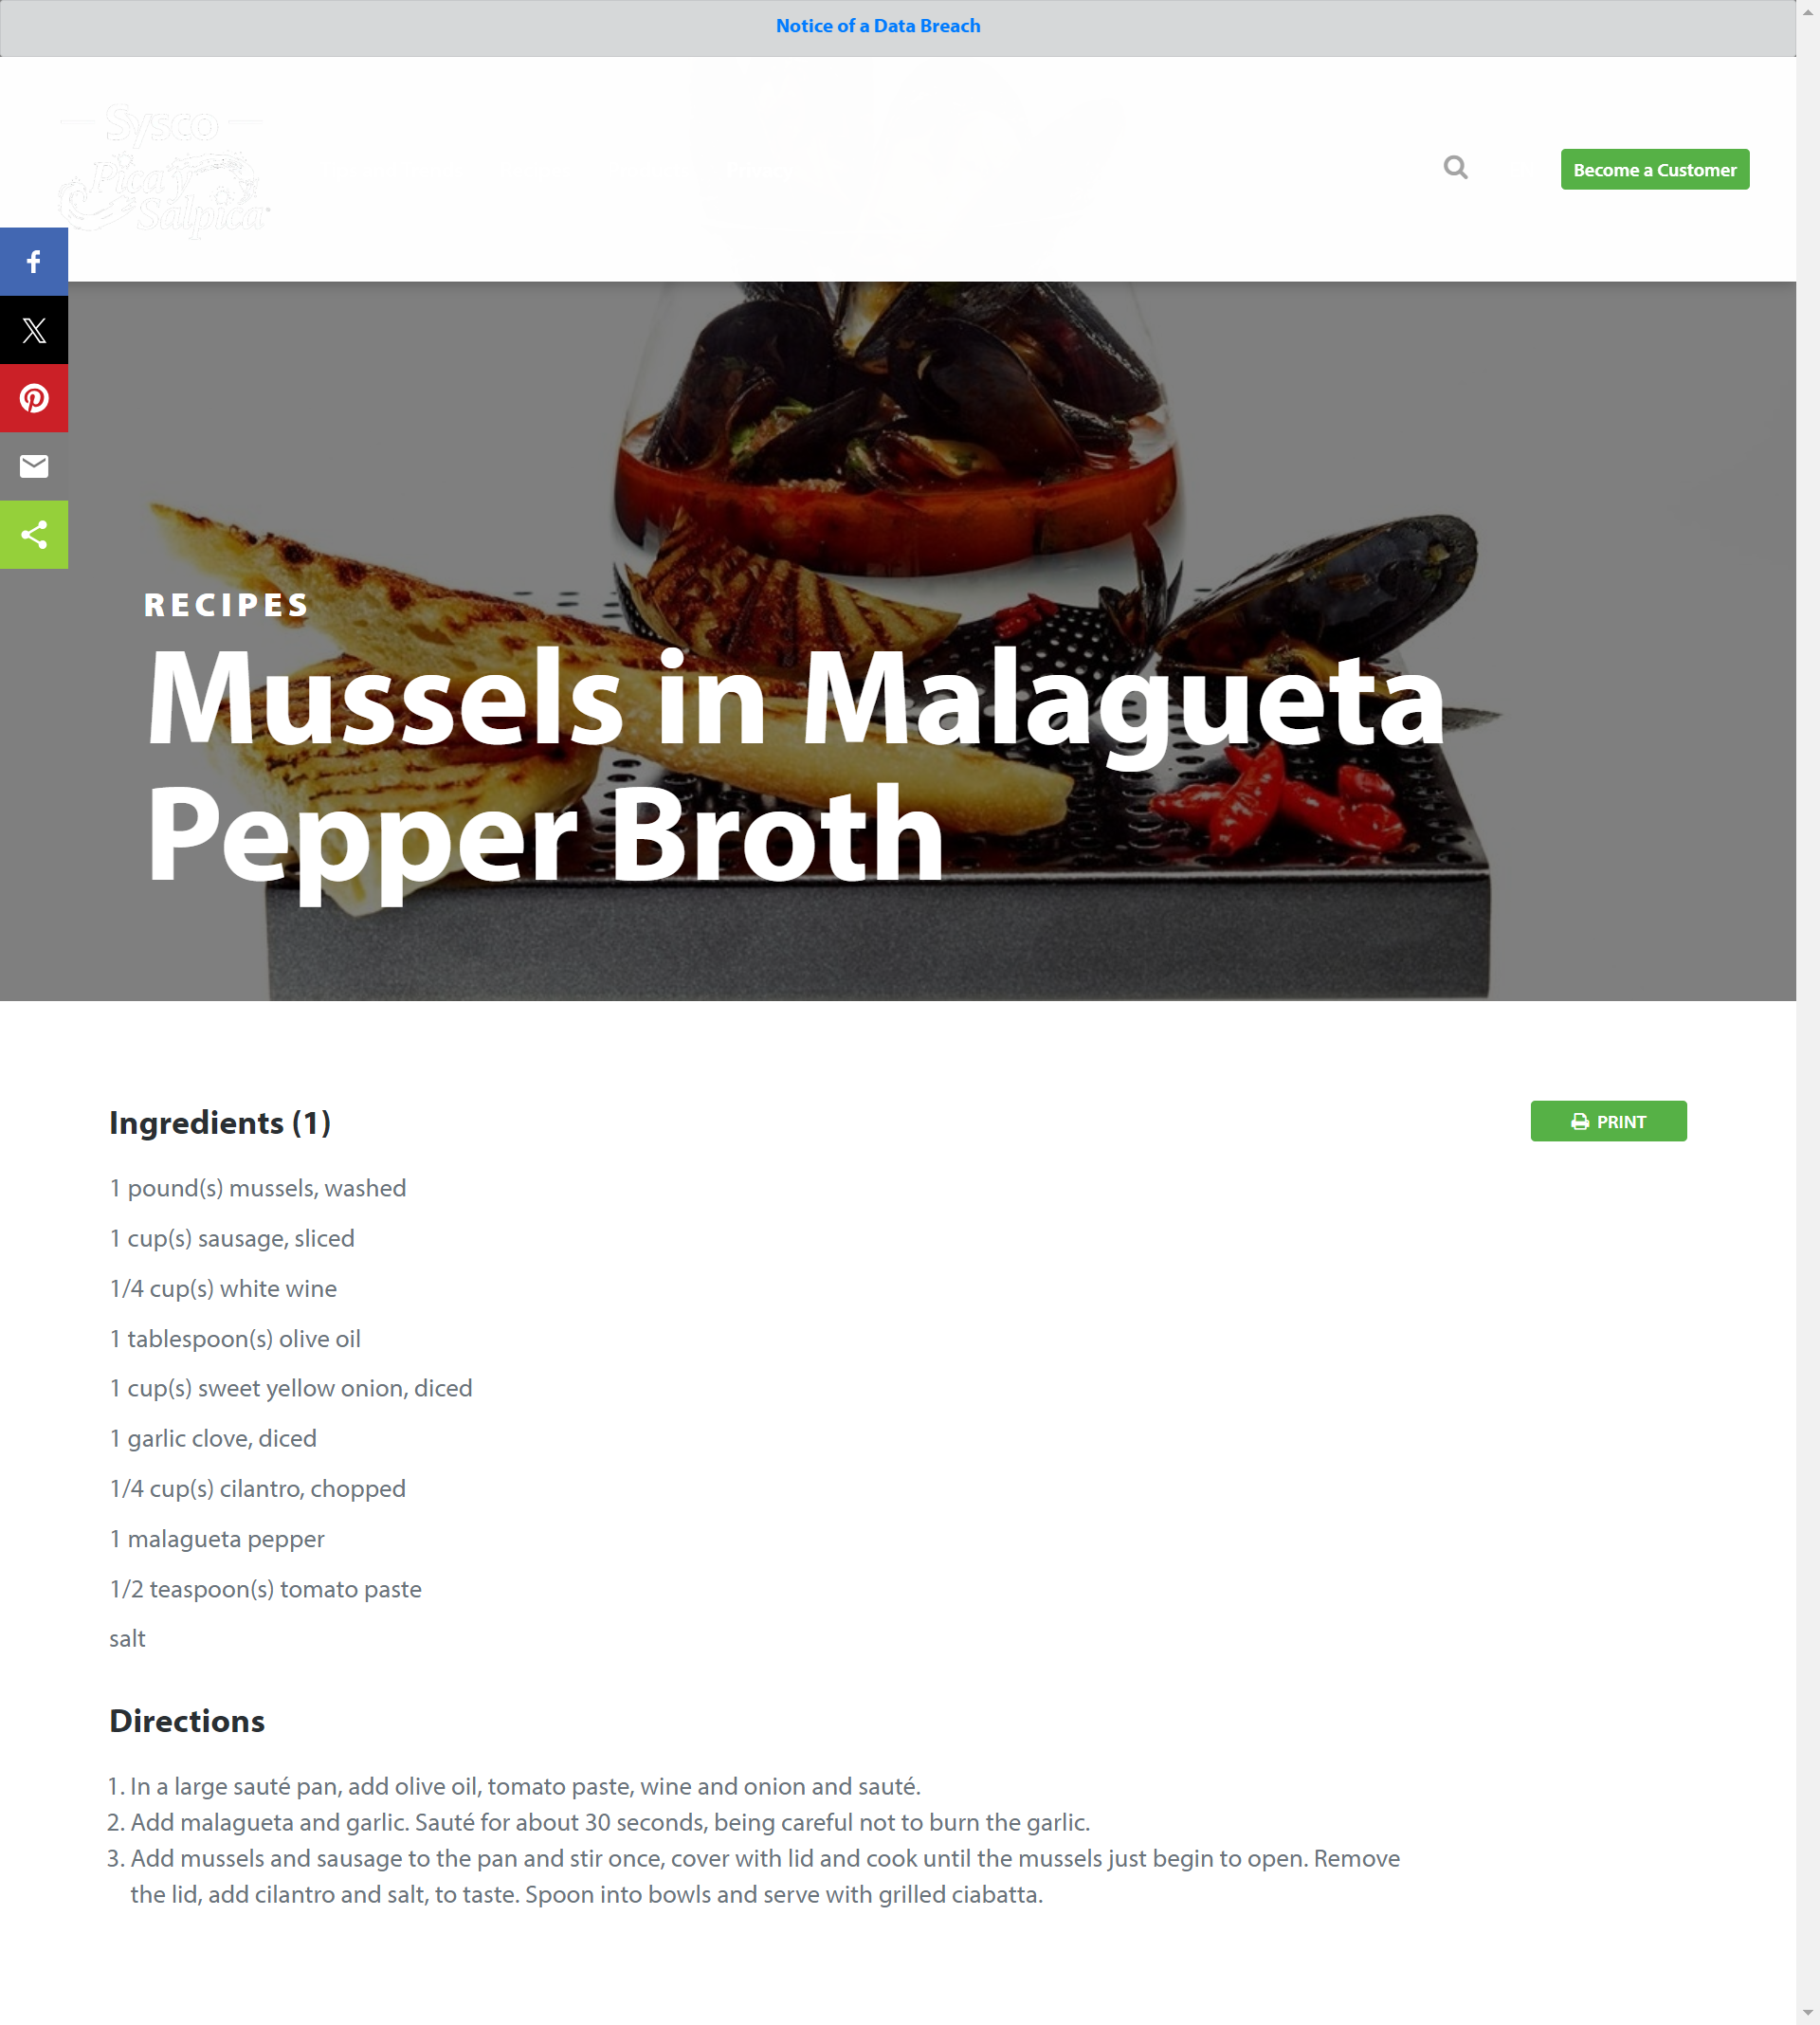 Notice of a Data Breach
Sysco
Pica y
Salpica
Become a Customer
RECIPES
Mussels in Malagueta
Pepper Broth
Ingredients (1)
PRINT
1 pound(s) mussels, washed
1 cup(s) sausage, sliced
1/4 cup(s) white wine
1 tablespoon(s) olive oil
1 cup(s) sweet yellow onion, diced
1 garlic clove, diced
1/4 cup(s) cilantro, chopped
1 malagueta pepper
1/2 teaspoon(s) tomato paste
salt
Directions
1. In a large sauté pan, add olive oil, tomato paste, wine and onion and sauté.
2. Add malagueta and garlic. Sauté for about 30 seconds, being careful not to burn the garlic.
3. Add mussels and sausage to the pan and stir once, cover with lid and cook until the mussels just begin to open. Remove
the lid, add cilantro and salt, to taste. Spoon into bowls and serve with grilled ciabatta.